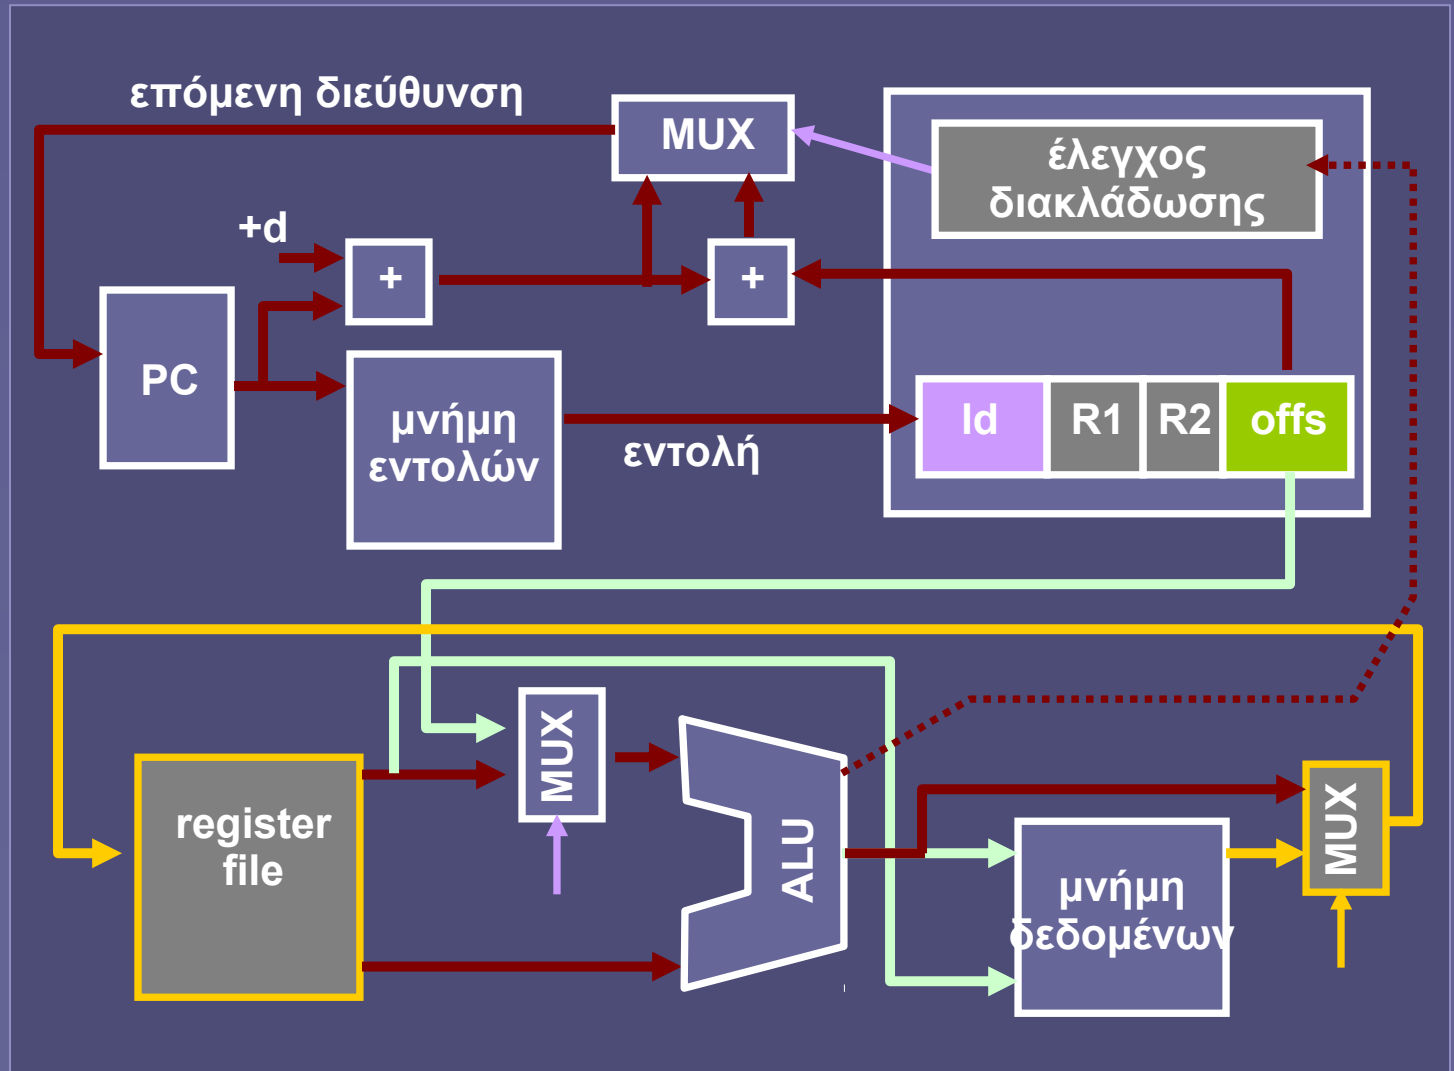 επόμενη διεύθυνση
MUX
έλεγχος
διακλάδωσης
+d
+
+
PC
μνήμη
εντολών
εντολή
ld
R1
R2
offs
MUX
register
file
ALU
μνήμη
δεδομένων
MUX